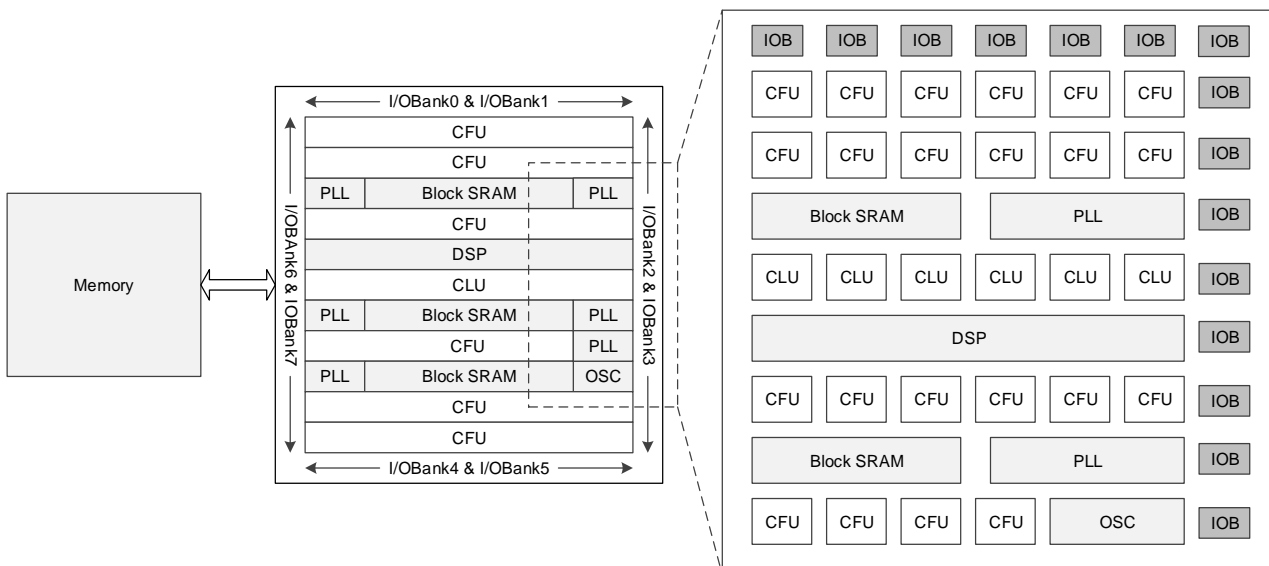 I/OBank0 & I/OBank1
CFU
CFU
PLL Block SRAM PLL
CFU
DSP
CLU
PLL Block SRAM PLL
CFU PLL
PLL Block SRAM OSC
CFU
CFU
I/OBank4 & I/OBank5
I/OBAnk6 & IOBank7
I/OBank2 & IOBank3
Memory
IOB IOB IOB IOB IOB IOB IOB
CFU CFU CFU CFU CFU CFU IOB
CFU CFU CFU CFU CFU CFU IOB
Block SRAM PLL IOB
CLU CLU CLU CLU CLU CLU IOB
DSP IOB
CFU CFU CFU CFU CFU CFU IOB
Block SRAM PLL IOB
CFU CFU CFU CFU OSC IOB